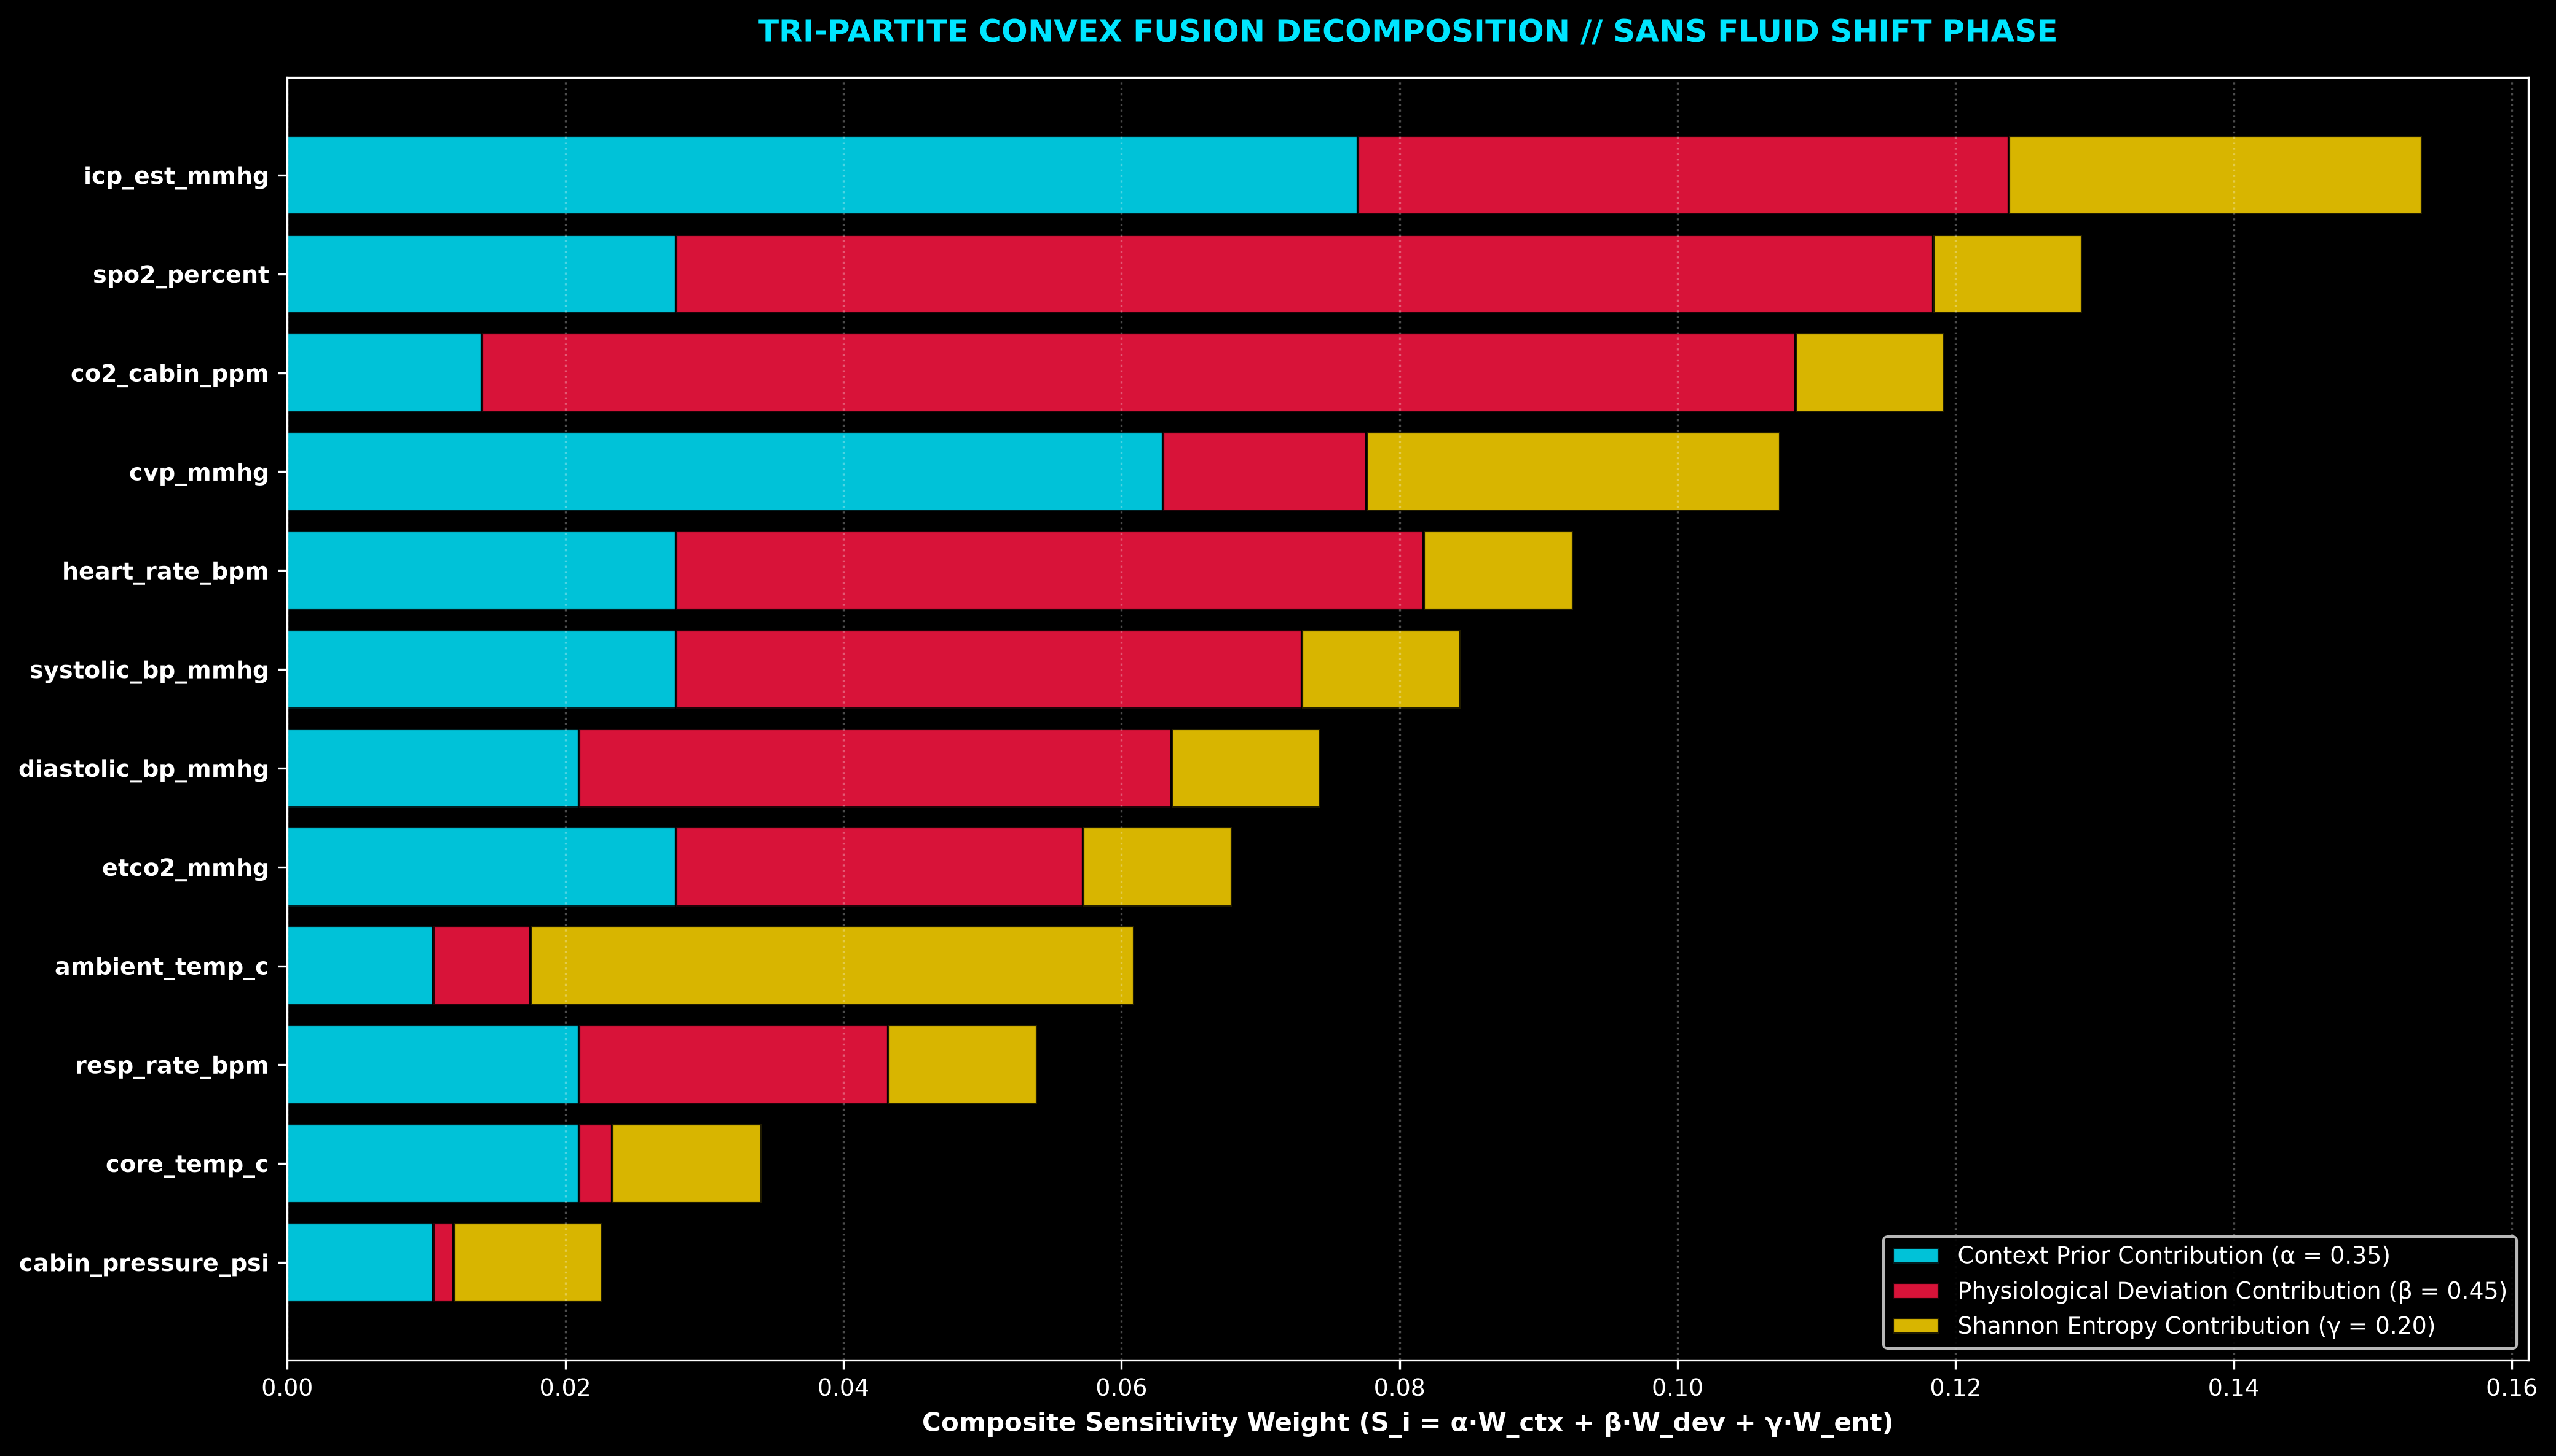 TRI-PARTITE CONVEX FUSION DECOMPOSITION // SANS FLUID SHIFT PHASE
icp_est_mmhg
spo2_percent
co2_cabin_ppm
cvp_mmhg
heart_rate_bpm
systolic_bp_mmhg
diastolic_bp_mmhg
etco2_mmhg
ambient_temp_c
resp_rate_bpm
core_temp_c
cabin_pressure_psi
Context Prior Contribution (α = 0.35)
Physiological Deviation Contribution (β = 0.45)
Shannon Entropy Contribution (γ = 0.20)
0.00 0.02 0.04 0.06 0.08 0.10 0.12 0.14 0.16
Composite Sensitivity Weight (S_i = α·W_ctx + β·W_dev + γ·W_ent)